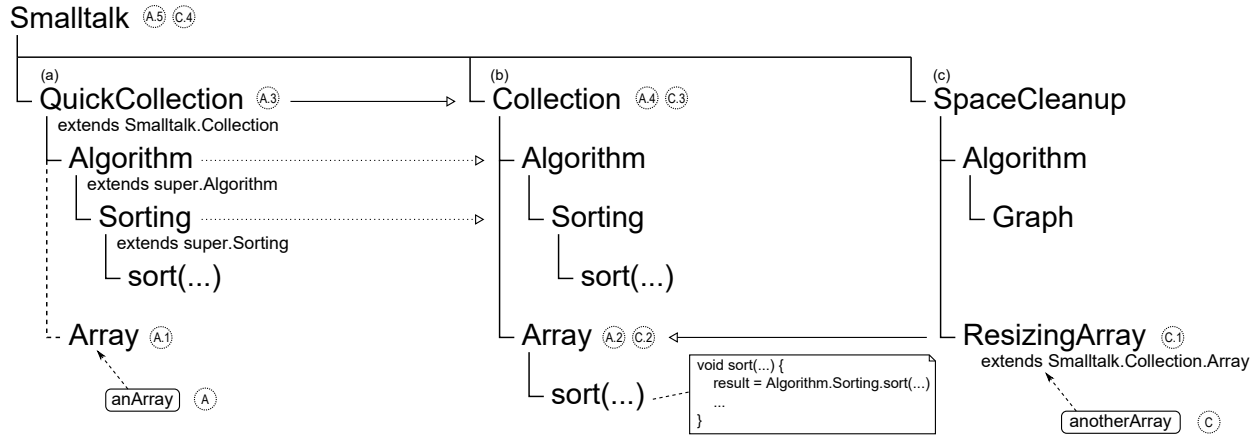 Smalltalk A.5 C.4
(a) (b) (c)
QuickCollection A.3 Collection A.4 C.3 SpaceCleanup
extends Smalltalk.Collection
Algorithm Algorithm Algorithm
extends super.Algorithm
Sorting Sorting Graph
extends super.Sorting
sort(...) sort(...)
Array A.1 Array A.2 C.2 ResizingArray C.1
extends Smalltalk.Collection.Array
void sort(...) {
sort(...) result = Algorithm.Sorting.sort(...)
...
}
anArray A anotherArray C